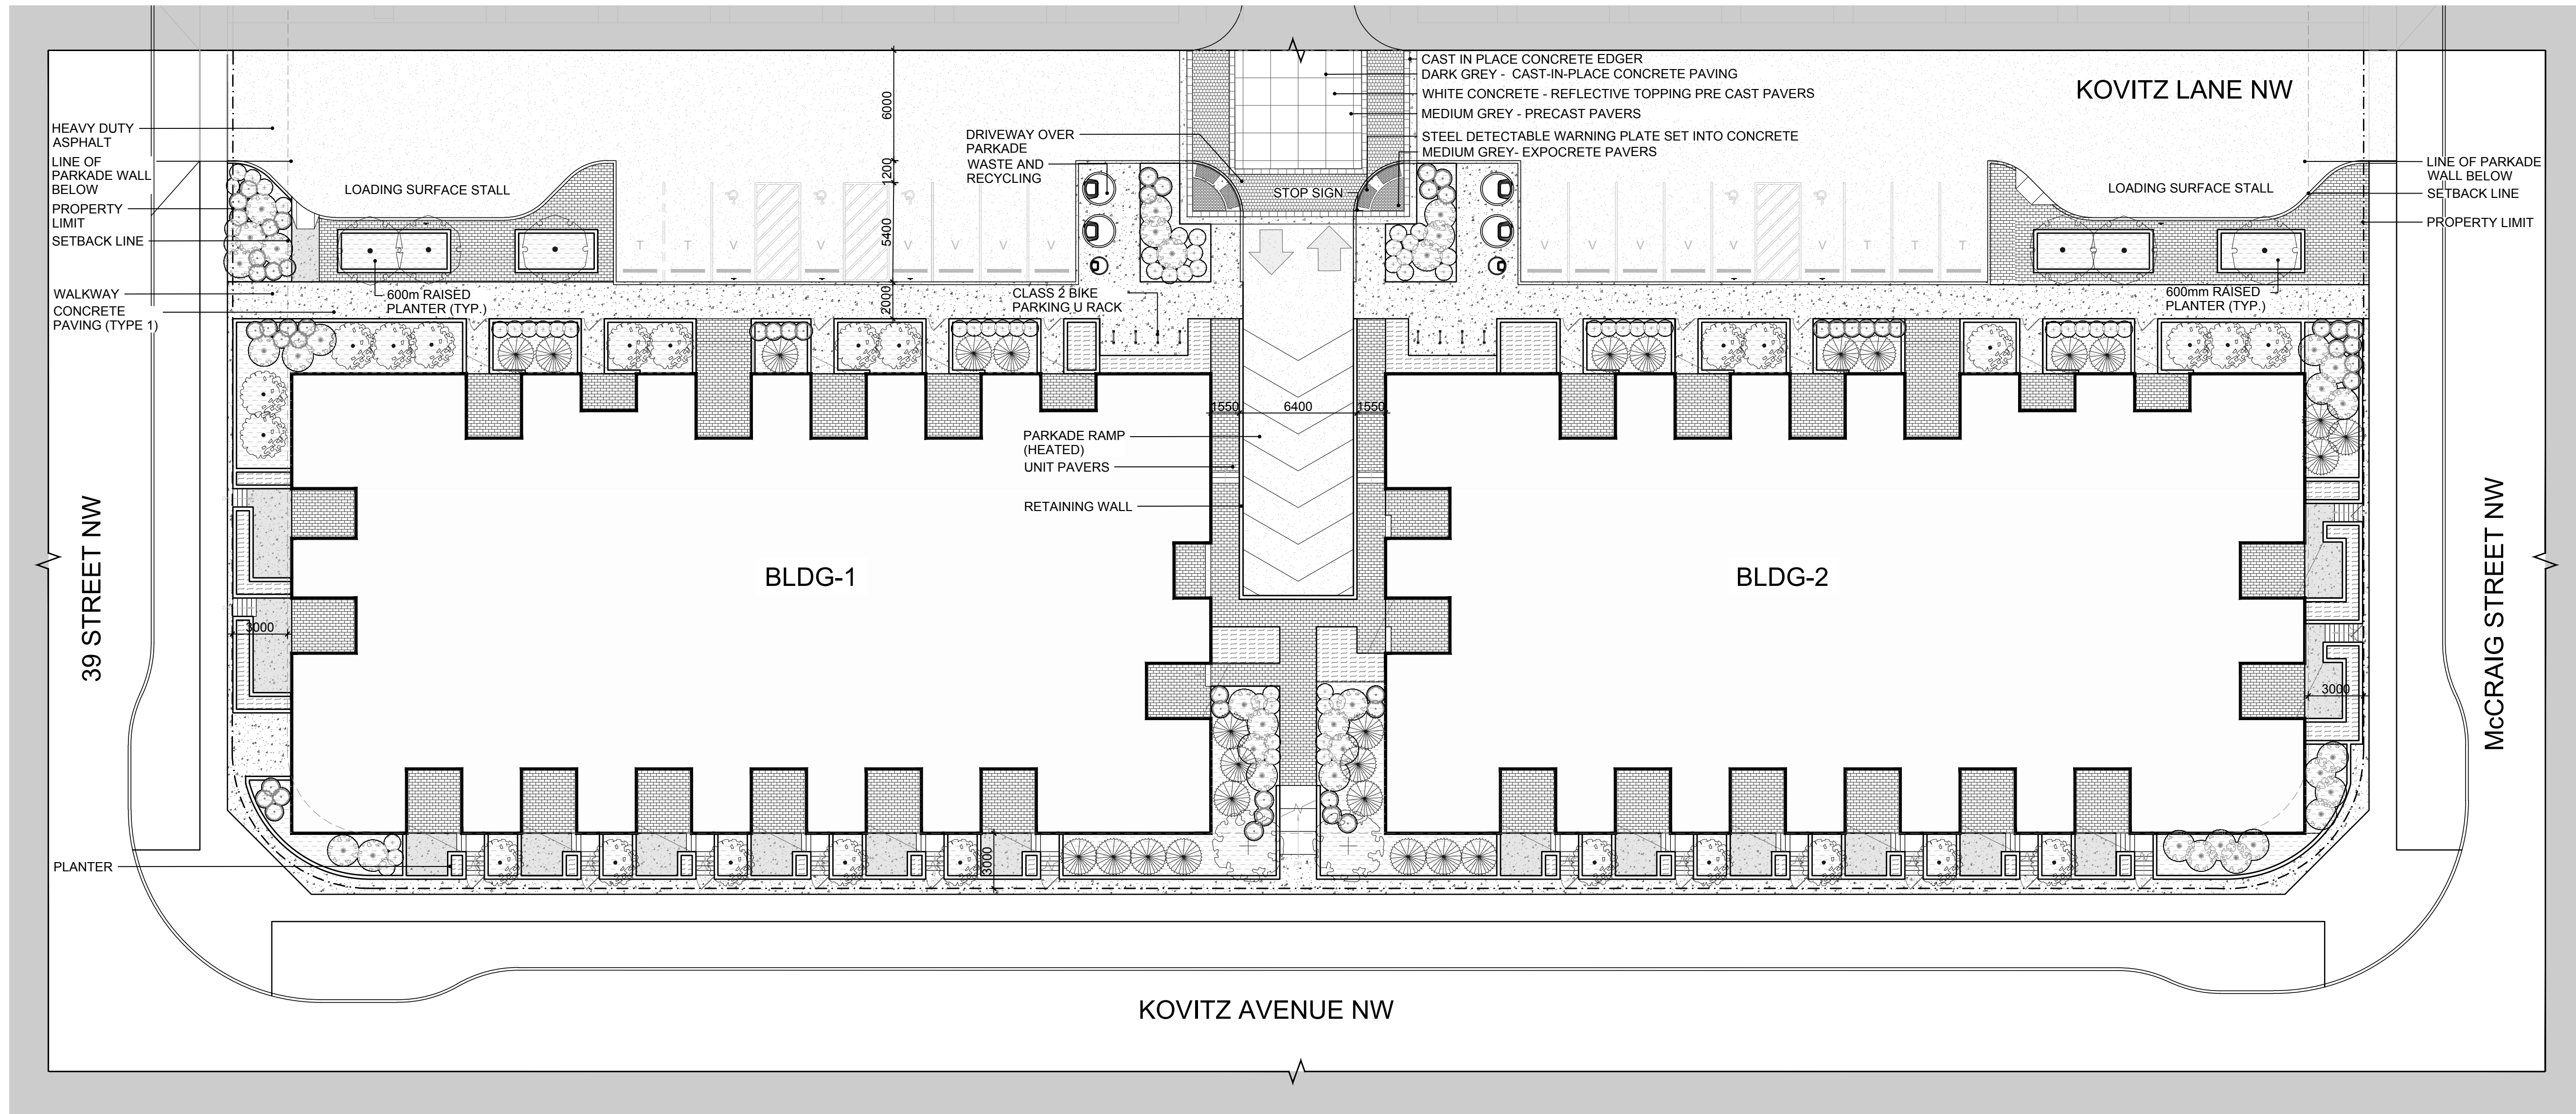 CAST IN PLACE CONCRETE EDGER
DARK GREY - CAST-IN-PLACE CONCRETE PAVING
WHITE CONCRETE - REFLECTIVE TOPPING PRE CAST PAVERS
MEDIUM GREY - PRECAST PAVERS
STEEL DETECTABLE WARNING PLATE SET INTO CONCRETE
MEDIUM GREY- EXPOCRETE PAVERS
KOVITZ LANE NW
HEAVY DUTY
ASPHALT
LINE OF
PARKADE WALL
BELOW
PROPERTY
LIMIT
SETBACK LINE
WALKWAY
CONCRETE
PAVING (TYPE 1)
LOADING SURFACE STALL
600m RAISED
PLANTER (TYP.)
6000
1200
5400
2000
DRIVEWAY OVER
PARKADE
WASTE AND
RECYCLING
STOP SIGN
CLASS 2 BIKE
PARKING U RACK
T T V V V V V V
V V V V V V T T T
LOADING SURFACE STALL
600mm RAISED
PLANTER (TYP.)
LINE OF PARKADE
WALL BELOW
SETBACK LINE
PROPERTY LIMIT
1550 6400 1550
PARKADE RAMP
(HEATED)
UNIT PAVERS
RETAINING WALL
39 STREET NW
3000
BLDG-1
BLDG-2
3000
McCRAIG STREET NW
PLANTER
3000
KOVITZ AVENUE NW